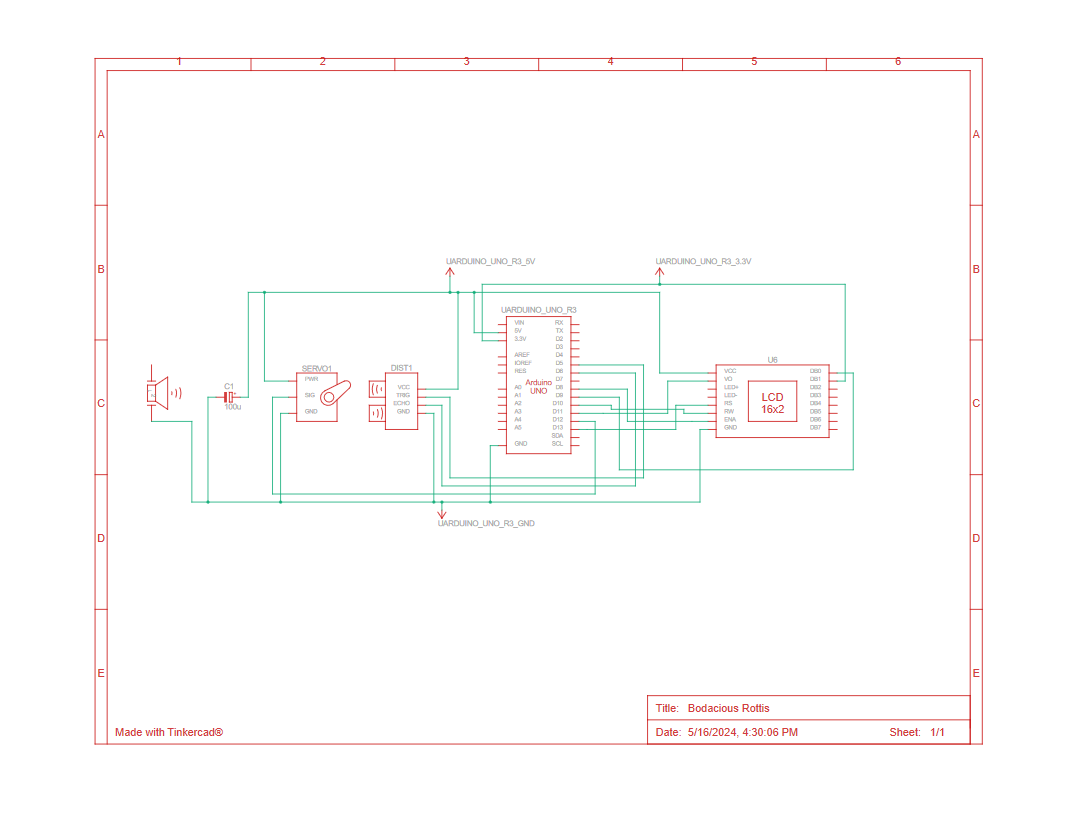 1 2 3 4 5 6
A A
UARDUINO_UNO_R3_5V UARDUINO_UNO_R3_3.3V
B B
UARDUINO_UNO_R3
VIN RX
5V TX
3.3V D2
D3
AREF D4
IOREF D5
RES D6
D7
A0 D8
A1 D9
A2 D10
A3 D11
A4 D12
A5 D13
SDA
GND SCL
Arduino
UNO
U6
VCC DB0
VO DB1
LED+ DB2
LED- DB3
RS DB4
RW DB5
ENA DB6
GND DB7
LCD
16x2
SERVO1
PWR
SIG
GND
DIST1
VCC
TRIG
ECHO
GND
C1
100u
C C
UARDUINO_UNO_R3_GND
D D
E E
Title: Bodacious Rottis
Made with Tinkercad®
Date: 5/16/2024, 4:30:06 PM Sheet: 1/1